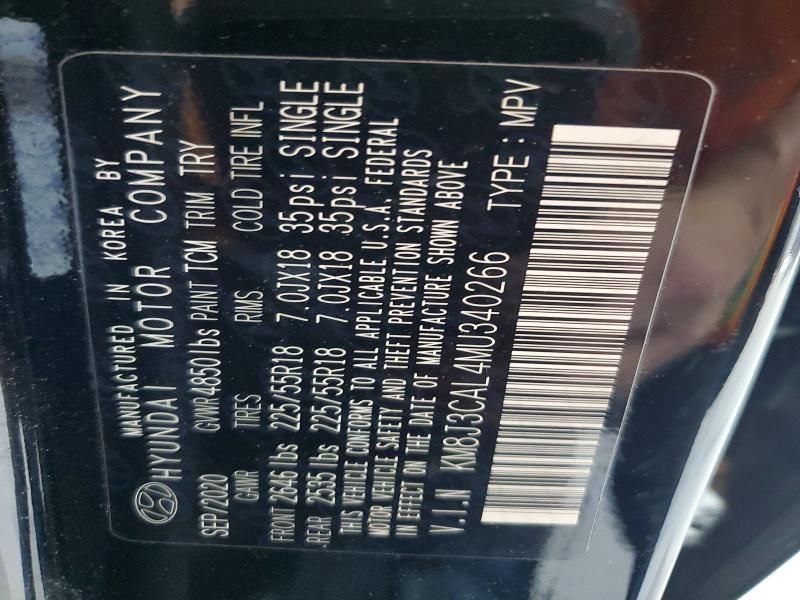 MANUFACTURED IN KOREA BY
HYUNDAI MOTOR COMPANY
SEP/2020 GVWR 4850 lbs PAINT TCM TRIM TRY
GAWR TIRES RMS COLD TIRE INFL
FRONT 2646 lbs 225/55R18 7.0JX18 35psi SINGLE
REAR 2535 lbs 225/55R18 7.0JX18 35psi SINGLE
THIS VEHICLE CONFORMS TO ALL APPLICABLE U.S.A. FEDERAL
MOTOR VEHICLE SAFETY AND THEFT PREVENTION STANDARDS
IN EFFECT ON THE DATE OF MANUFACTURE SHOWN ABOVE
V.I.N KM8J3CAL4MU340266 TYPE : MPV